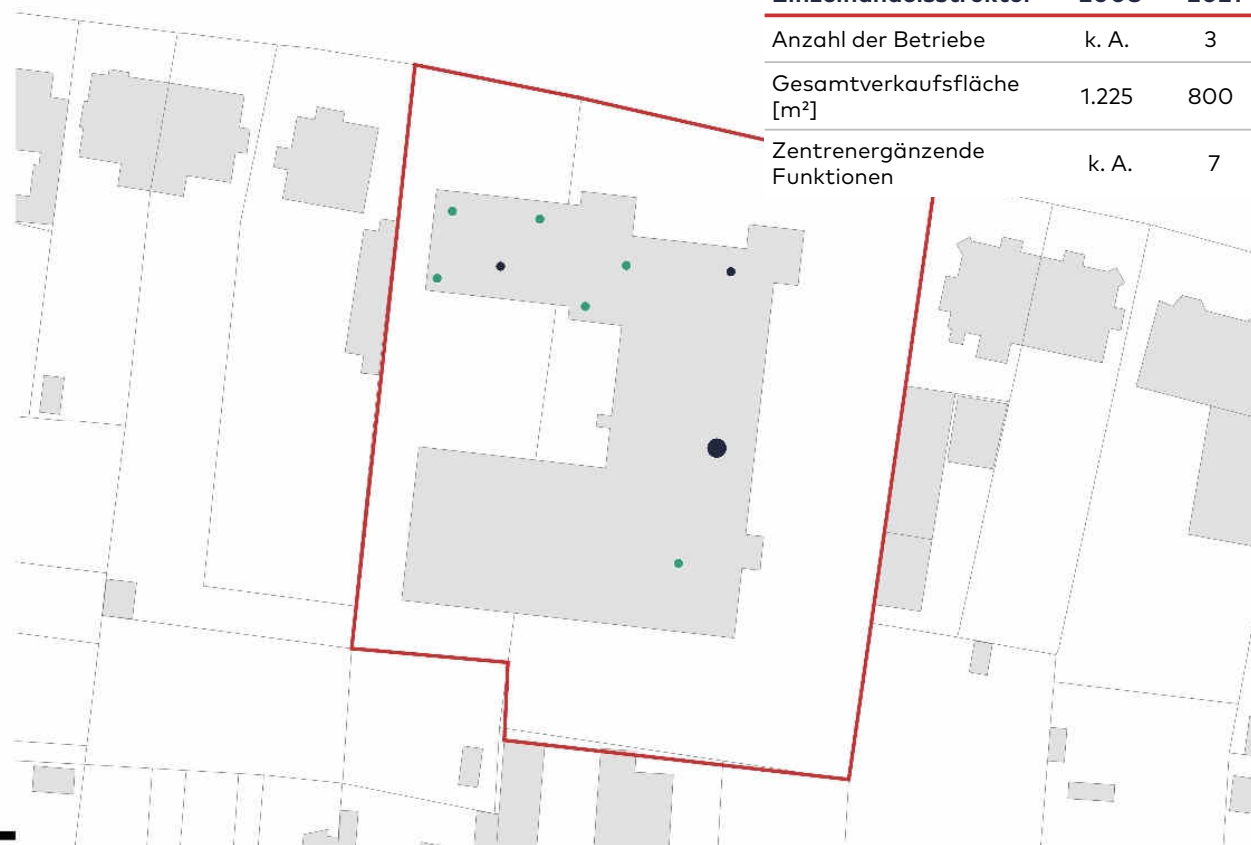 Anzahl der Betriebe k. A. 3
Gesamtverkaufsfläche
[m²] 1.225 800
Zentrenergänzende
Funktionen k. A. 7